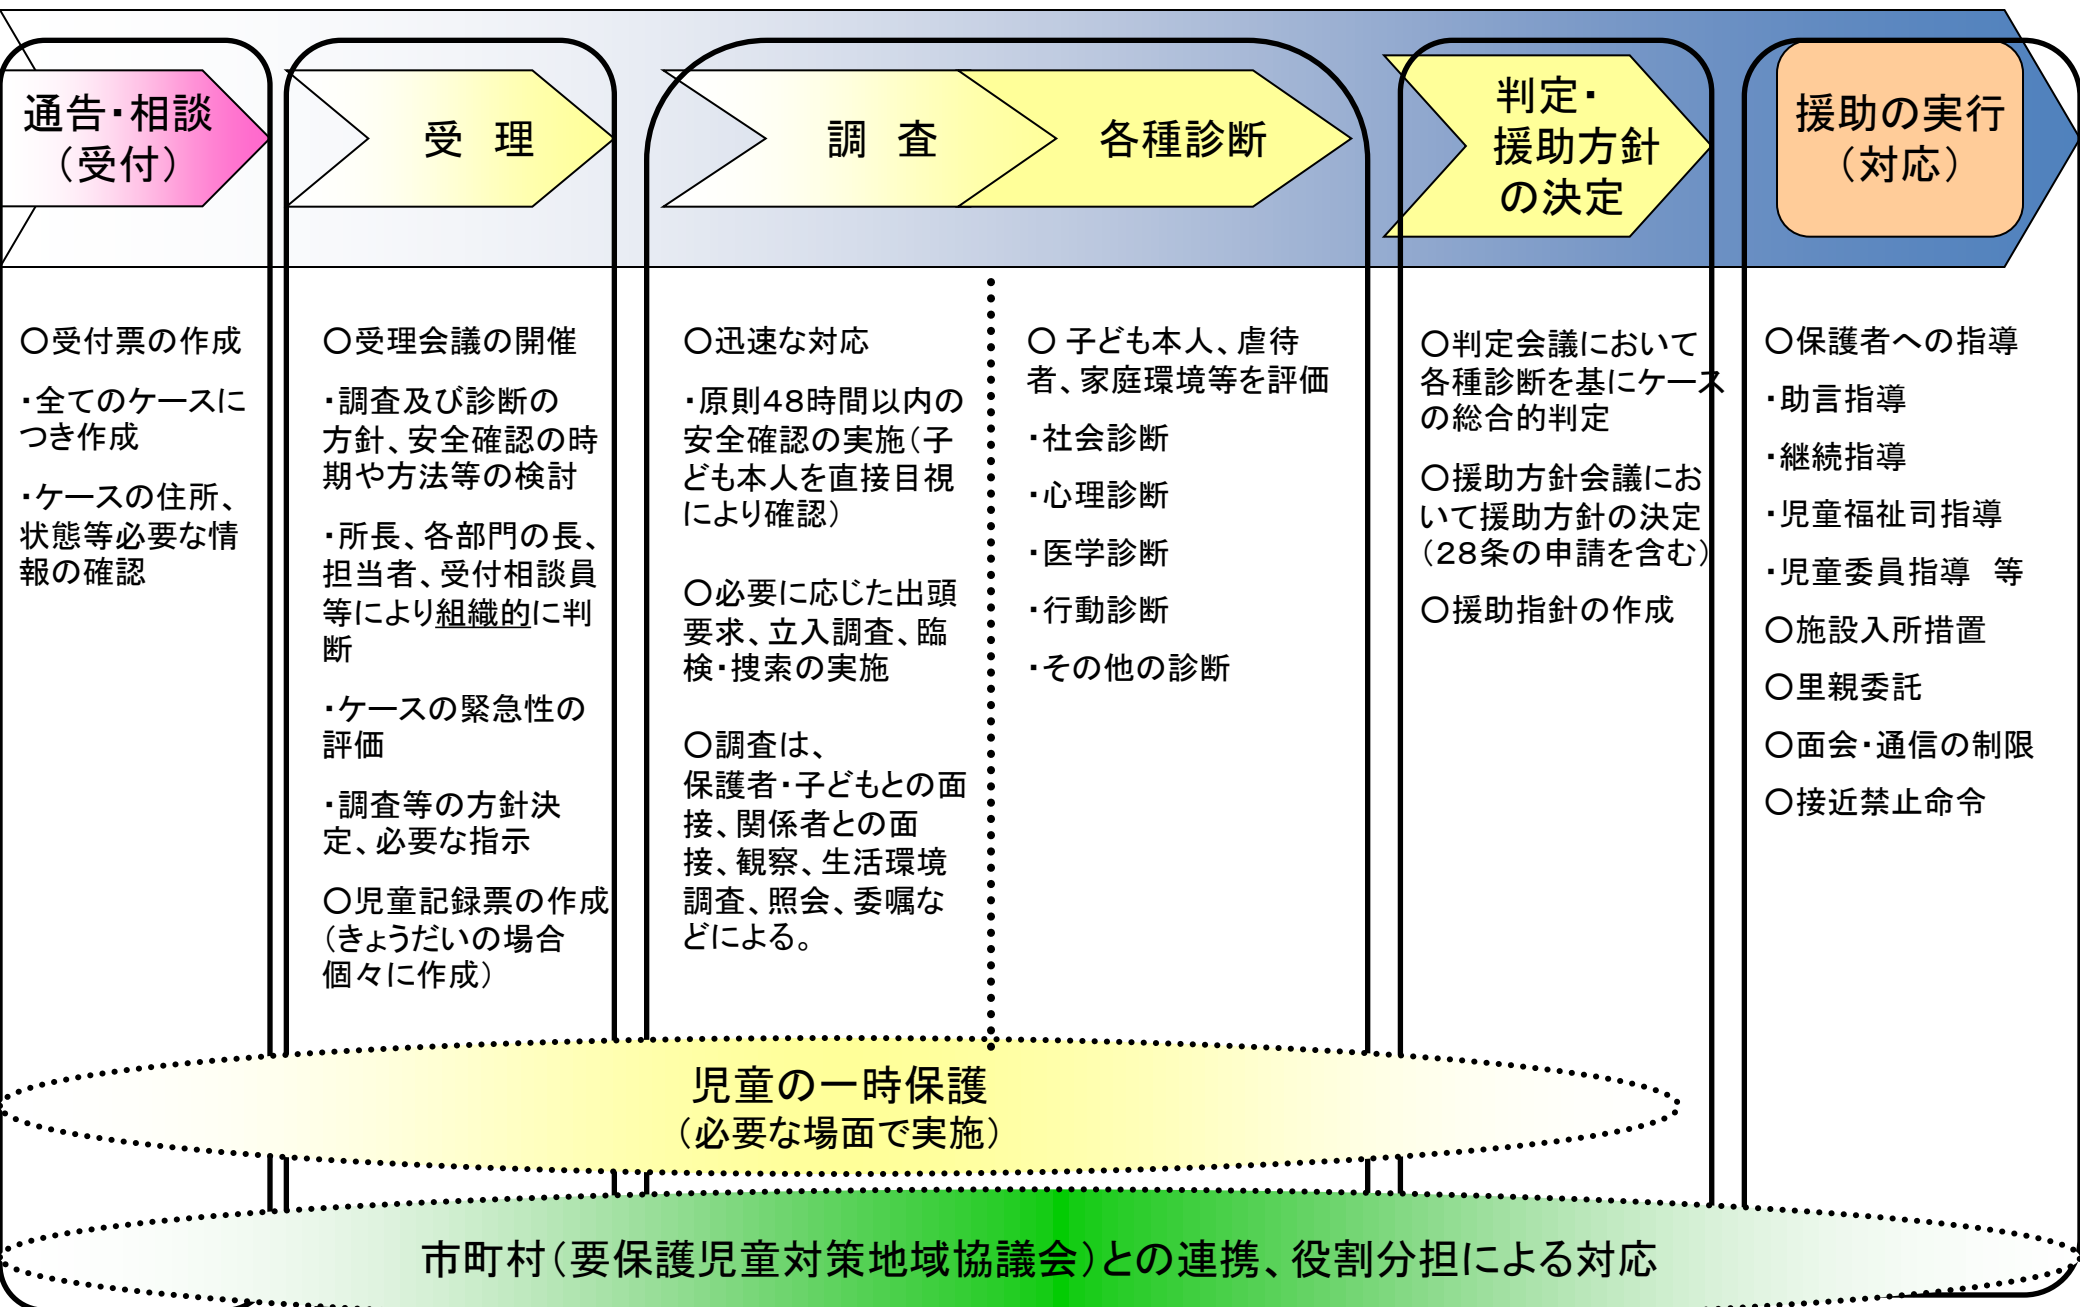 通告・相談
（受付）
受　理
調　査
各種診断
判定・
援助方針
の決定
援助の実行
（対応）
〇受付票の作成
・全てのケースに
つき作成
・ケースの住所、
状態等必要な情
報の確認
〇受理会議の開催
・調査及び診断の
方針、安全確認の時
期や方法等の検討
・所長、各部門の長、
担当者、受付相談員
等により組織的に判
断
・ケースの緊急性の
評価
・調査等の方針決
定、必要な指示
〇児童記録票の作成
（きょうだいの場合
個々に作成）
〇迅速な対応
・原則48時間以内の
安全確認の実施（子
ども本人を直接目視
により確認）
〇必要に応じた出頭
要求、立入調査、臨
検・捜索の実施
〇調査は、
保護者・子どもとの面
接、関係者との面
接、観察、生活環境
調査、照会、委嘱な
どによる。
〇 子ども本人、虐待
者、家庭環境等を評価
・社会診断
・心理診断
・医学診断
・行動診断
・その他の診断
〇判定会議において
各種診断を基にケース
の総合的判定
〇援助方針会議にお
いて援助方針の決定
（28条の申請を含む）
〇援助指針の作成
〇保護者への指導
・助言指導
・継続指導
・児童福祉司指導
・児童委員指導　等
〇施設入所措置
〇里親委託
〇面会・通信の制限
〇接近禁止命令
児童の一時保護
（必要な場面で実施）
市町村（要保護児童対策地域協議会）との連携、役割分担による対応